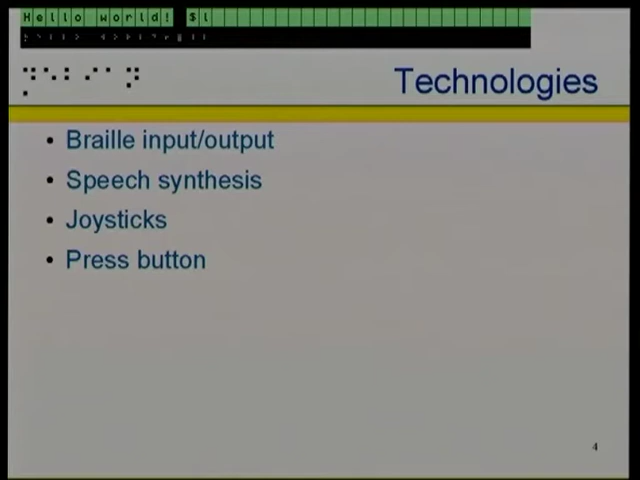 Hello world! $l
Technologies
• Braille input/output
• Speech synthesis
• Joysticks
• Press button
4